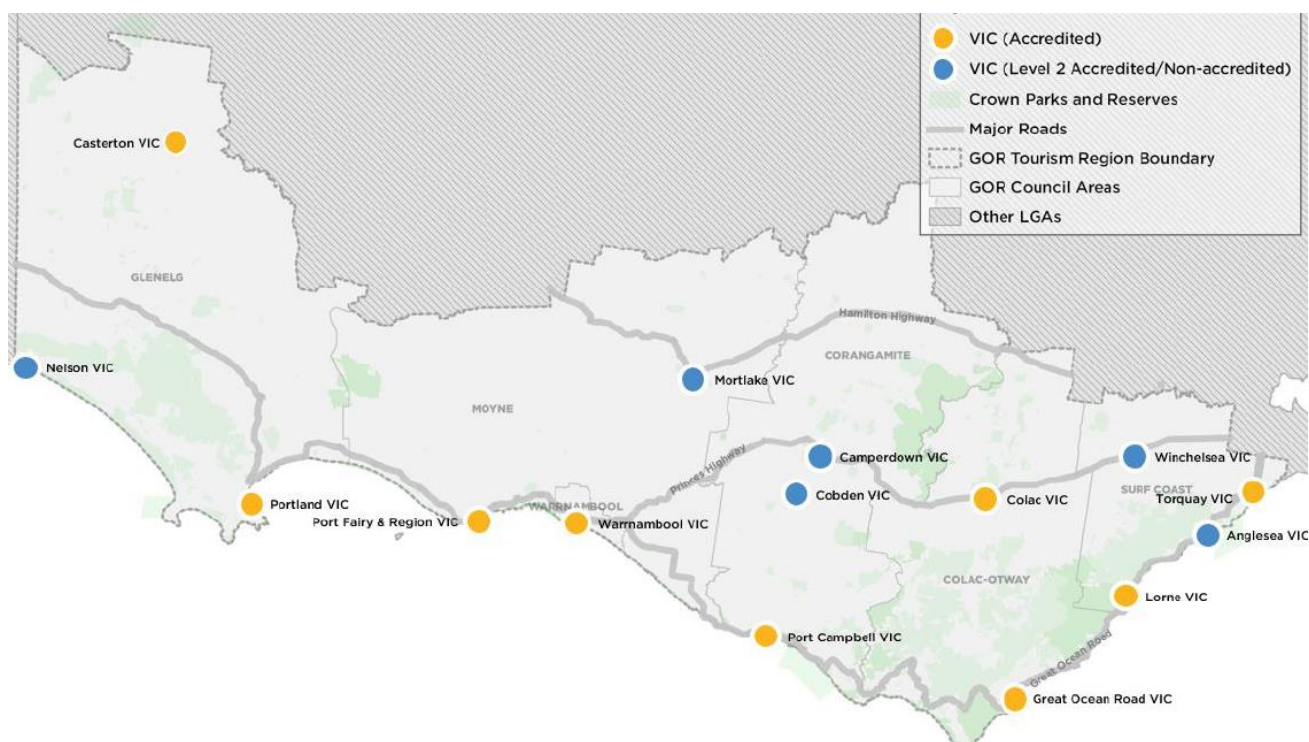 VIC (Accredited)
VIC (Level 2 Accredited/Non-accredited)
Crown Parks and Reserves
Major Roads
GOR Tourism Region Boundary
GOR Council Areas
Other LGAs
Casterton VIC
GLENELG
Hamilton Highway
CORANGAMITE
Nelson VIC
Mortlake VIC
MOYNE
Princes Highway
Camperdown VIC
Winchelsea VIC
Cobden VIC
Colac VIC
SURF COAST
Torquay VIC
Portland VIC
Port Fairy & Region VIC
WARRNAMBOOL
Warrnambool VIC
Anglesea VIC
COLAC-OTWAY
Lorne VIC
Port Campbell VIC
Great Ocean Road
Great Ocean Road VIC